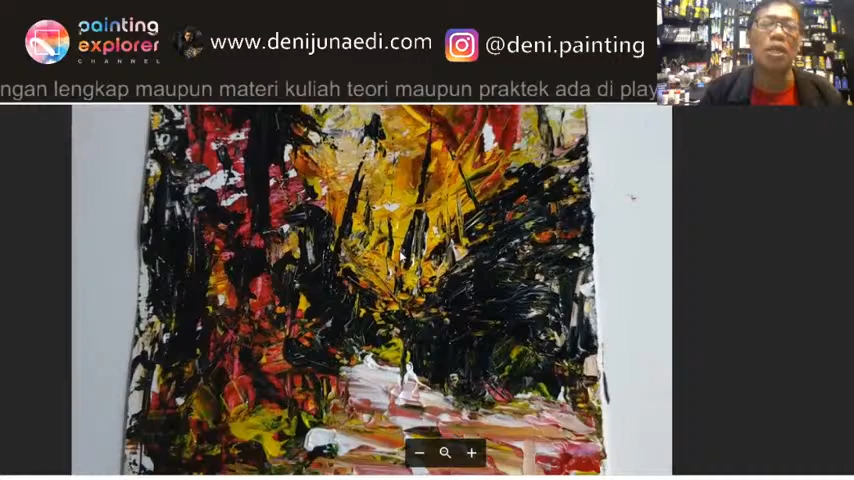 painting
explorer
CHANNEL
www.denijunaedi.com
@deni.painting
ngan lengkap maupun materi kuliah teori maupun praktek ada di play